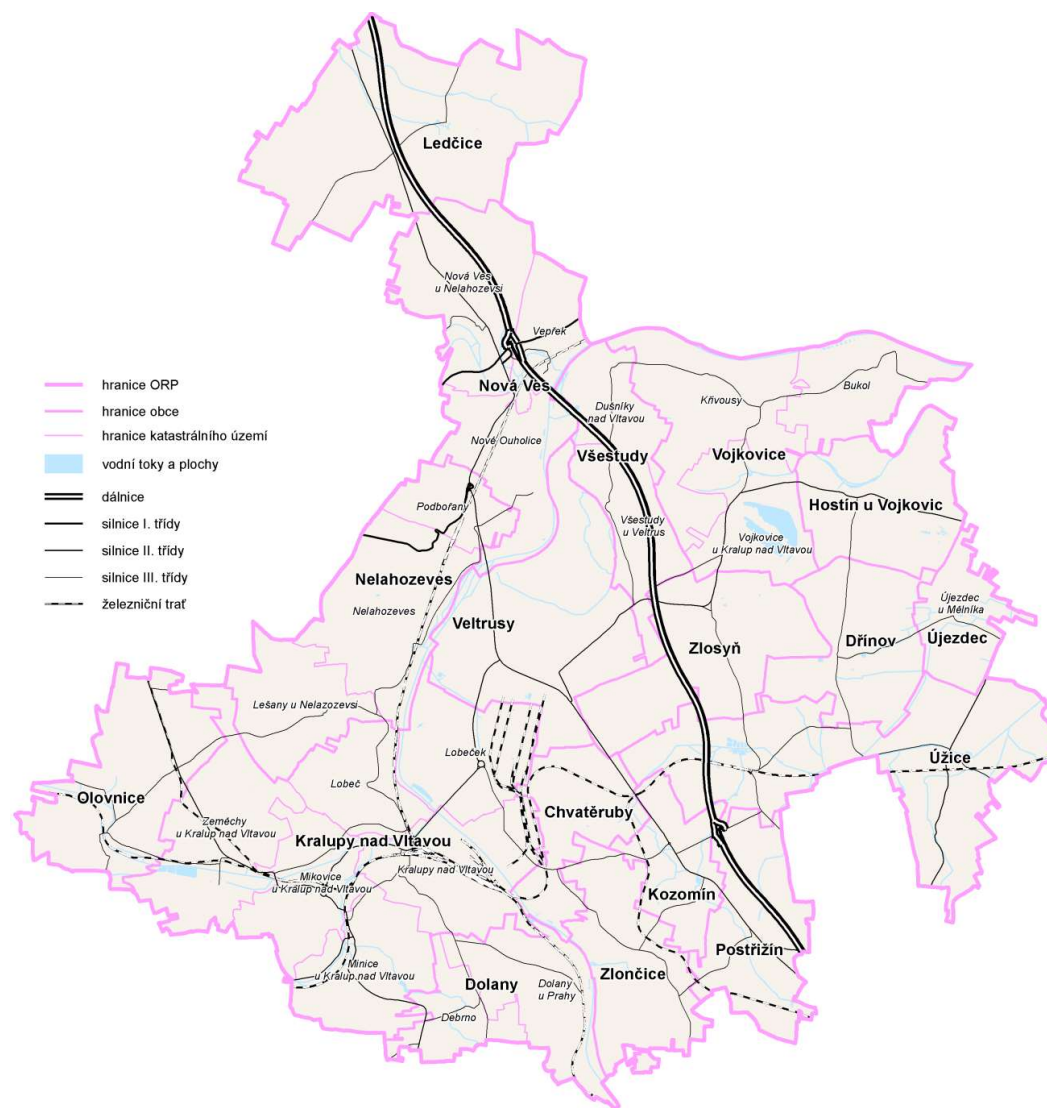 Ledčice
Nová Ves
u Nelahozevsi
Vepřek
Nová Ves
hranice ORP
hranice obce
hranice katastrálního území
vodní toky a plochy
dálnice
silnice I. třídy
silnice II. třídy
silnice III. třídy
železniční trať
Dušníky
nad Vltavou
Křivousy
Bukol
Nové Ouholice
Všestudy
Vojkovice
Hostín u Vojkovic
Podbořany
Všestudy
u Veltrus
Vojkovice
u Kralup nad Vltavou
Nelahozeves
Nelahozeves
Veltrusy
Zlosyň
Dřínov
Újezdec
u Mělníka
Újezdec
Lešany u Nelazozevsi
Lobeček
Úžice
Lobeč
Olovnice
Zeměchy
u Kralup nad Vltavou
Chvatěruby
Kralupy nad Vltavou
Kralupy nad Vltavou
Mikovice
u Kralup nad Vltavou
Kozomín
Postřižín
Minice
u Kralup nad Vltavou
Dolany
Dolany
u Prahy
Zlončice
Debrno